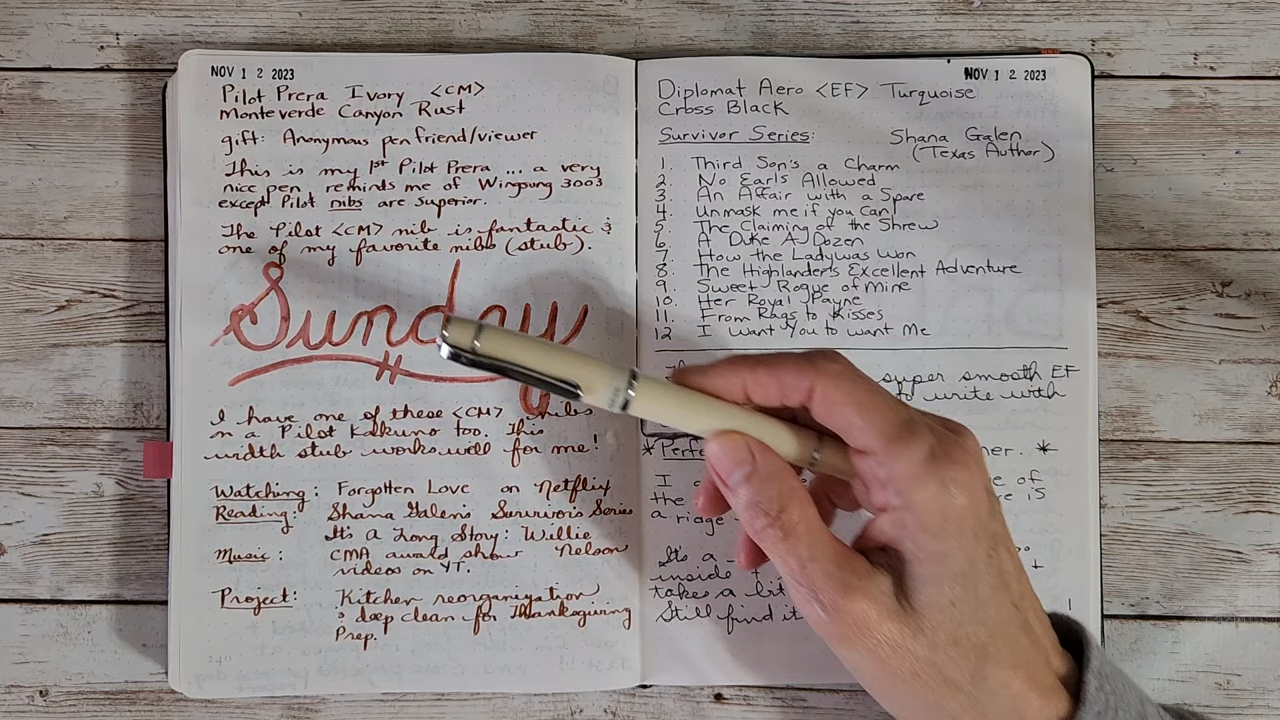 NOV 1 2 2023
Pilot Prera Ivory <CM>
Monteverde Canyon Rust
gift: Anonymous pen friend/viewer
This is my 1st Pilot Prera ... a very
nice pen, reminds me of Wingsung 3003
except Pilot nibs are superior.
The Pilot <CM> nib is fantastic &
one of my favorite nibs (stub).
Sunday
I have one of these <CM> nibs
on a Pilot Kakuno too. This
width stub works well for me!
Watching: Forgotten Love on Netflix
Reading: Shana Galen's Survivor's Series
It's A Long Story: Willie
Nelson
Music: CMA award show
videos on YT.
Project: Kitchen reorganization
& deep clean for Thanksgiving
Prep.
240
NOV 1 2 2023
Diplomat Aero <EF> Turquoise
Cross Black
Survivor Series: Shana Galen
(Texas Author)
1. Third Son's a Charm
2. No Earls Allowed
3. An Affair with a Spare
4. Unmask me if you Can
5. The Claiming of the Shrew
6. A Duke A Dozen
7. How the Lady was Won
8. The Highlander's Excellent Adventure
9. Sweet Rogue of Mine
10. Her Royal Payne
11. From Rags to Kisses
12 I Want You to want Me
super smooth EF
to write with
I
of
the
is
a ridge
It's a
inside
takes a
Still find it